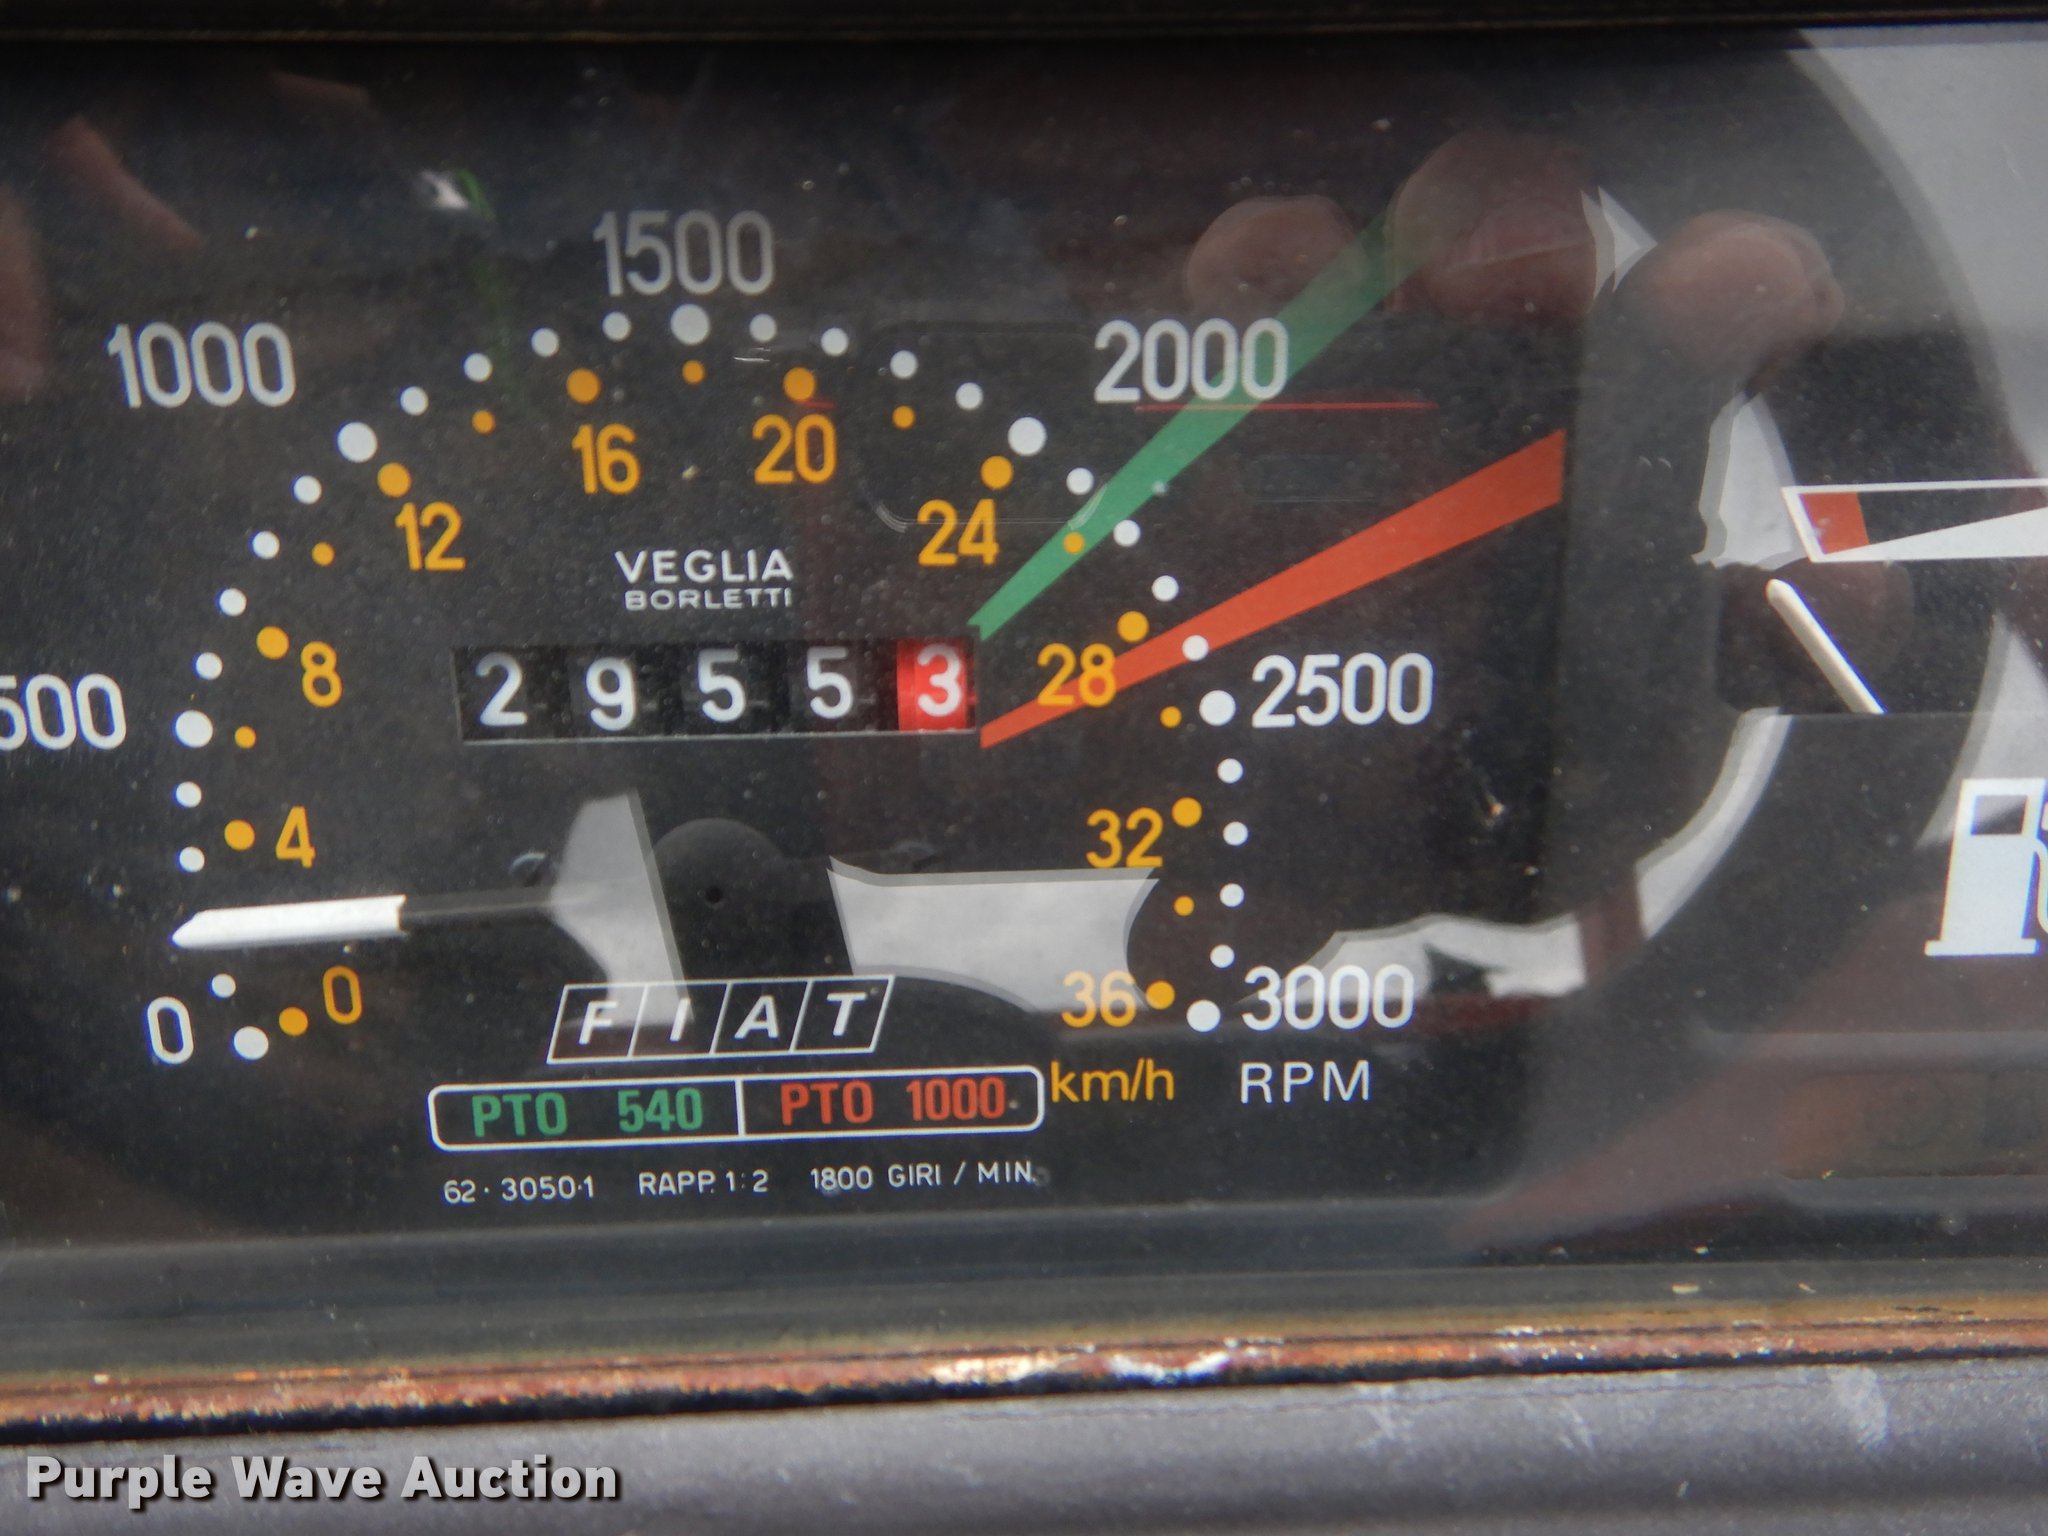 1500
1000
2000
16
20
12
24
VEGLIA
BORLETTI
8
29553
28
500
2500
4
32
0
0
FIAT
36
3000
PTO 540 PTO 1000
km/h
RPM
62·3050·1 RAPP. 1:2 1800 GIRI / MIN.
Purple Wave Auction